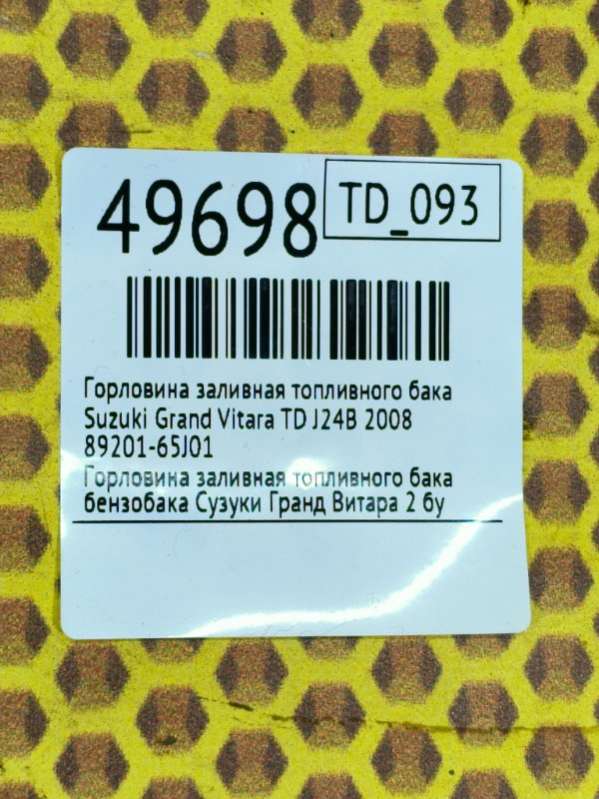 49698
TD_093
Горловина заливная топливного бака
Suzuki Grand Vitara TD J24B 2008
89201-65J01
Горловина заливная топливного бака
бензобака Сузуки Гранд Витара 2 бу